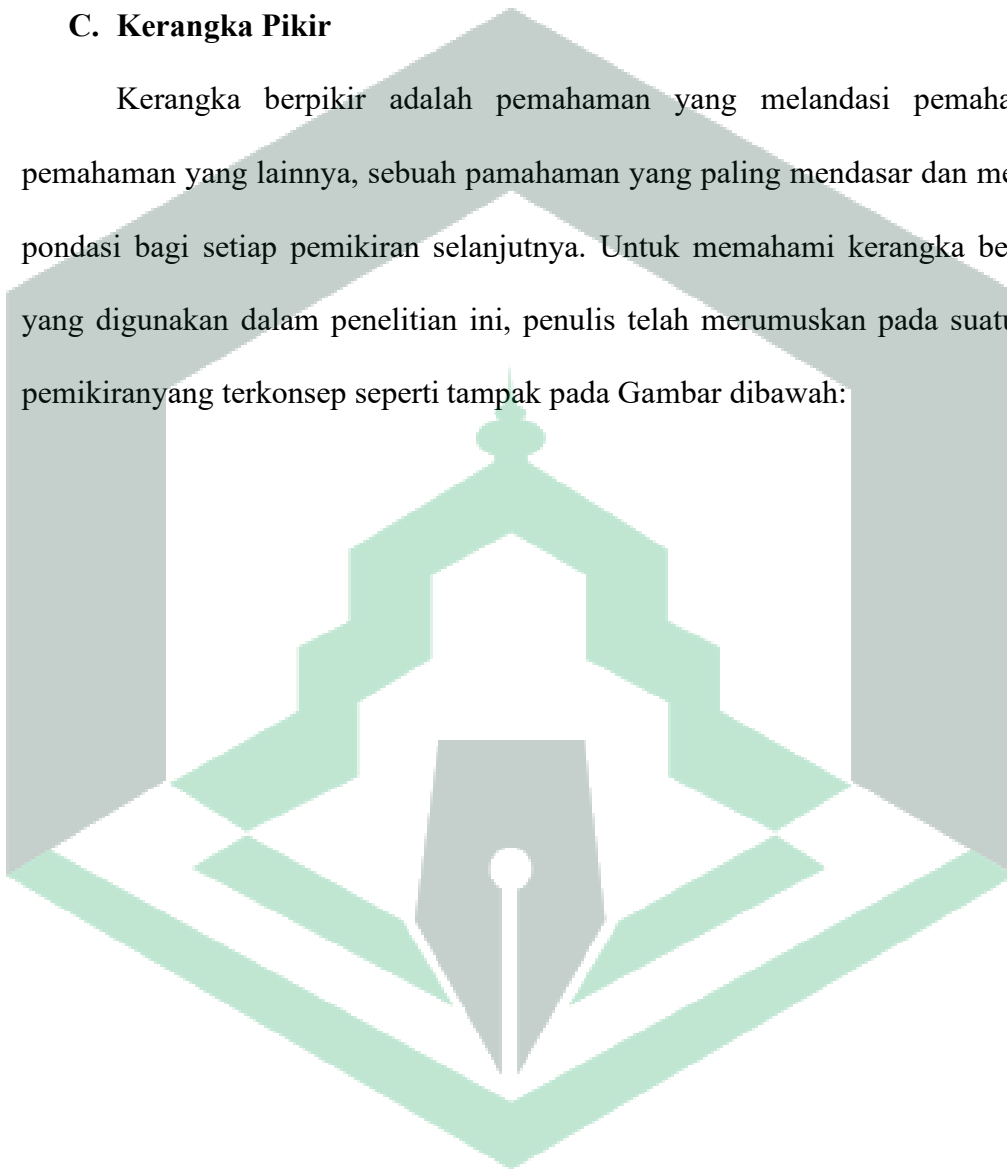 C. Kerangka Pikir
Kerangka berpikir adalah pemahaman yang melandasi
pemahaman yang lainnya, sebuah pamahaman yang paling mendasar dan
pondasi bagi setiap pemikiran selanjutnya. Untuk memahami kerangka
yang digunakan dalam penelitian ini, penulis telah merumuskan pada
pemikiranyang terkonsep seperti tampak pada Gambar dibawah: